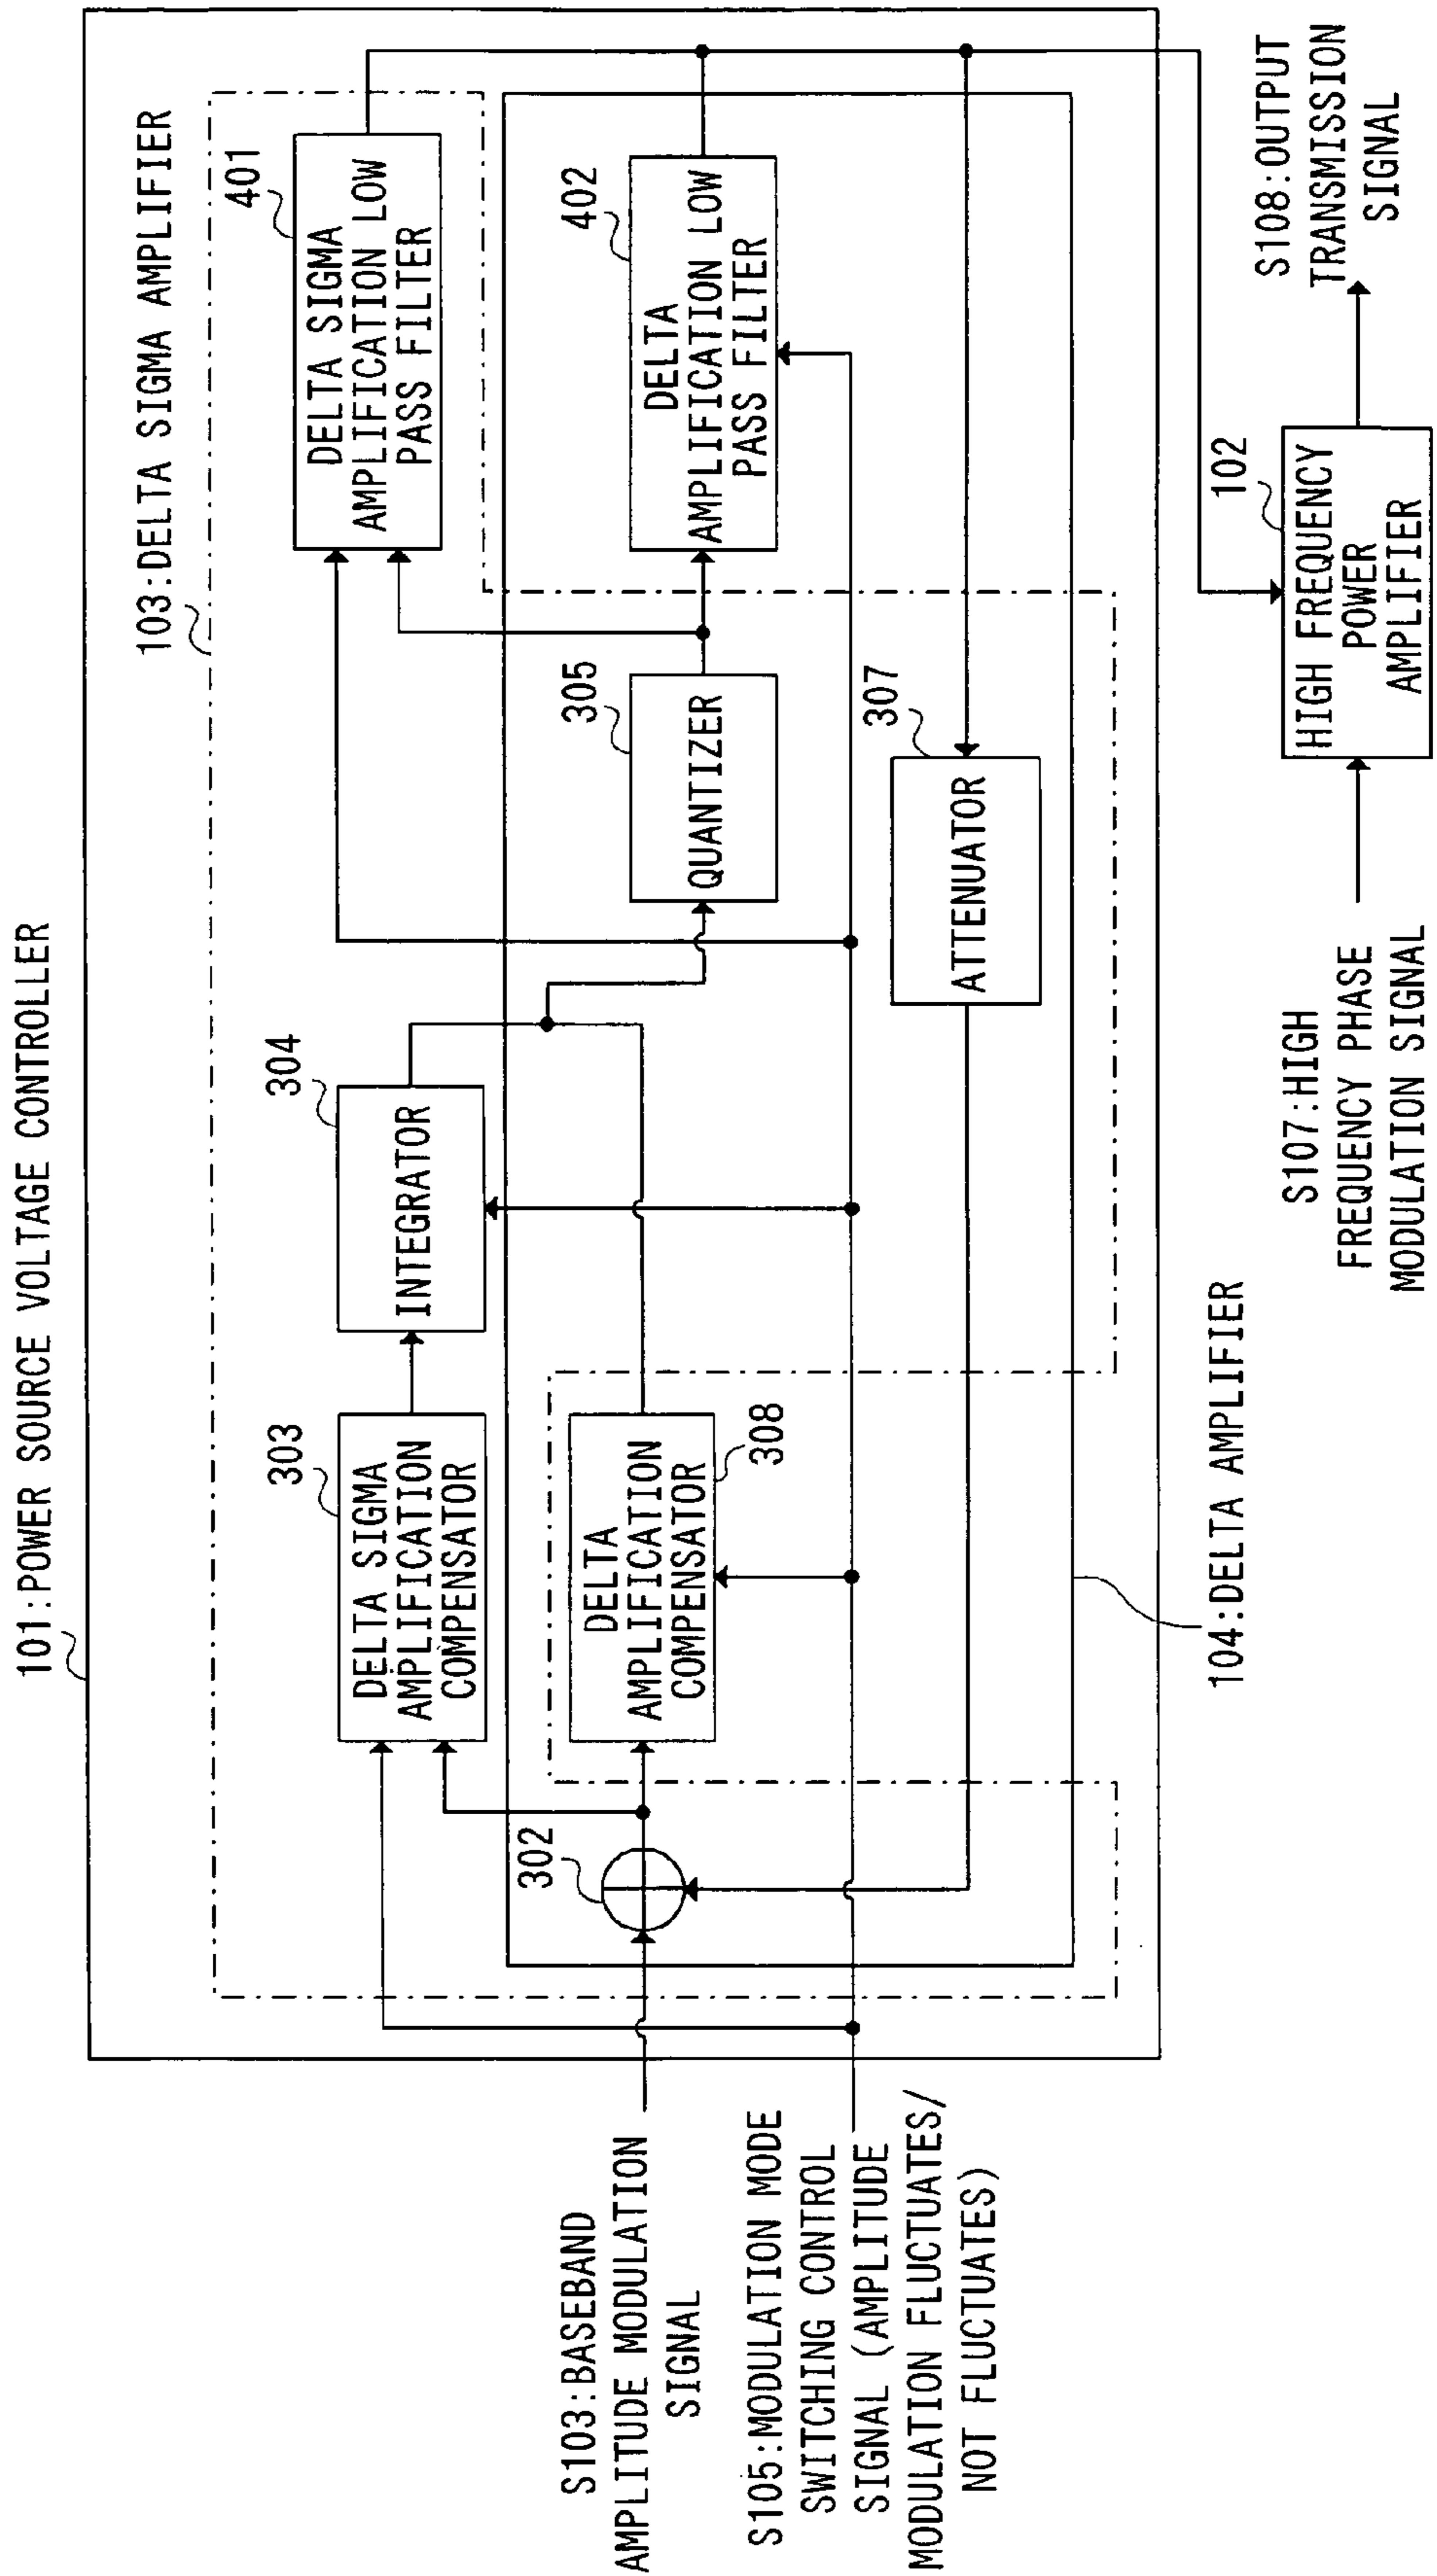 101:POWER SOURCE VOLTAGE CONTROLLER
103:DELTA SIGMA AMPLIFIER
401
DELTA SIGMA
AMPLIFICATION LOW
PASS FILTER
303
DELTA SIGMA
AMPLIFICATION
COMPENSATOR
304
INTEGRATOR
302
DELTA
AMPLIFICATION
COMPENSATOR
308
305
QUANTIZER
402
DELTA
AMPLIFICATION LOW
PASS FILTER
307
ATTENUATOR
104:DELTA AMPLIFIER
S103:BASEBAND
AMPLITUDE MODULATION
SIGNAL
S105:MODULATION MODE
SWITCHING CONTROL
SIGNAL (AMPLITUDE
MODULATION FLUCTUATES/
NOT FLUCTUATES)
S107:HIGH
FREQUENCY PHASE
MODULATION SIGNAL
102
HIGH FREQUENCY
POWER
AMPLIFIER
S108:OUTPUT
TRANSMISSION
SIGNAL